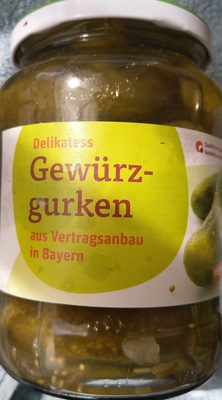 Delikatess
Gewürz-
gurken
aus Vertragsanbau
in Bayern